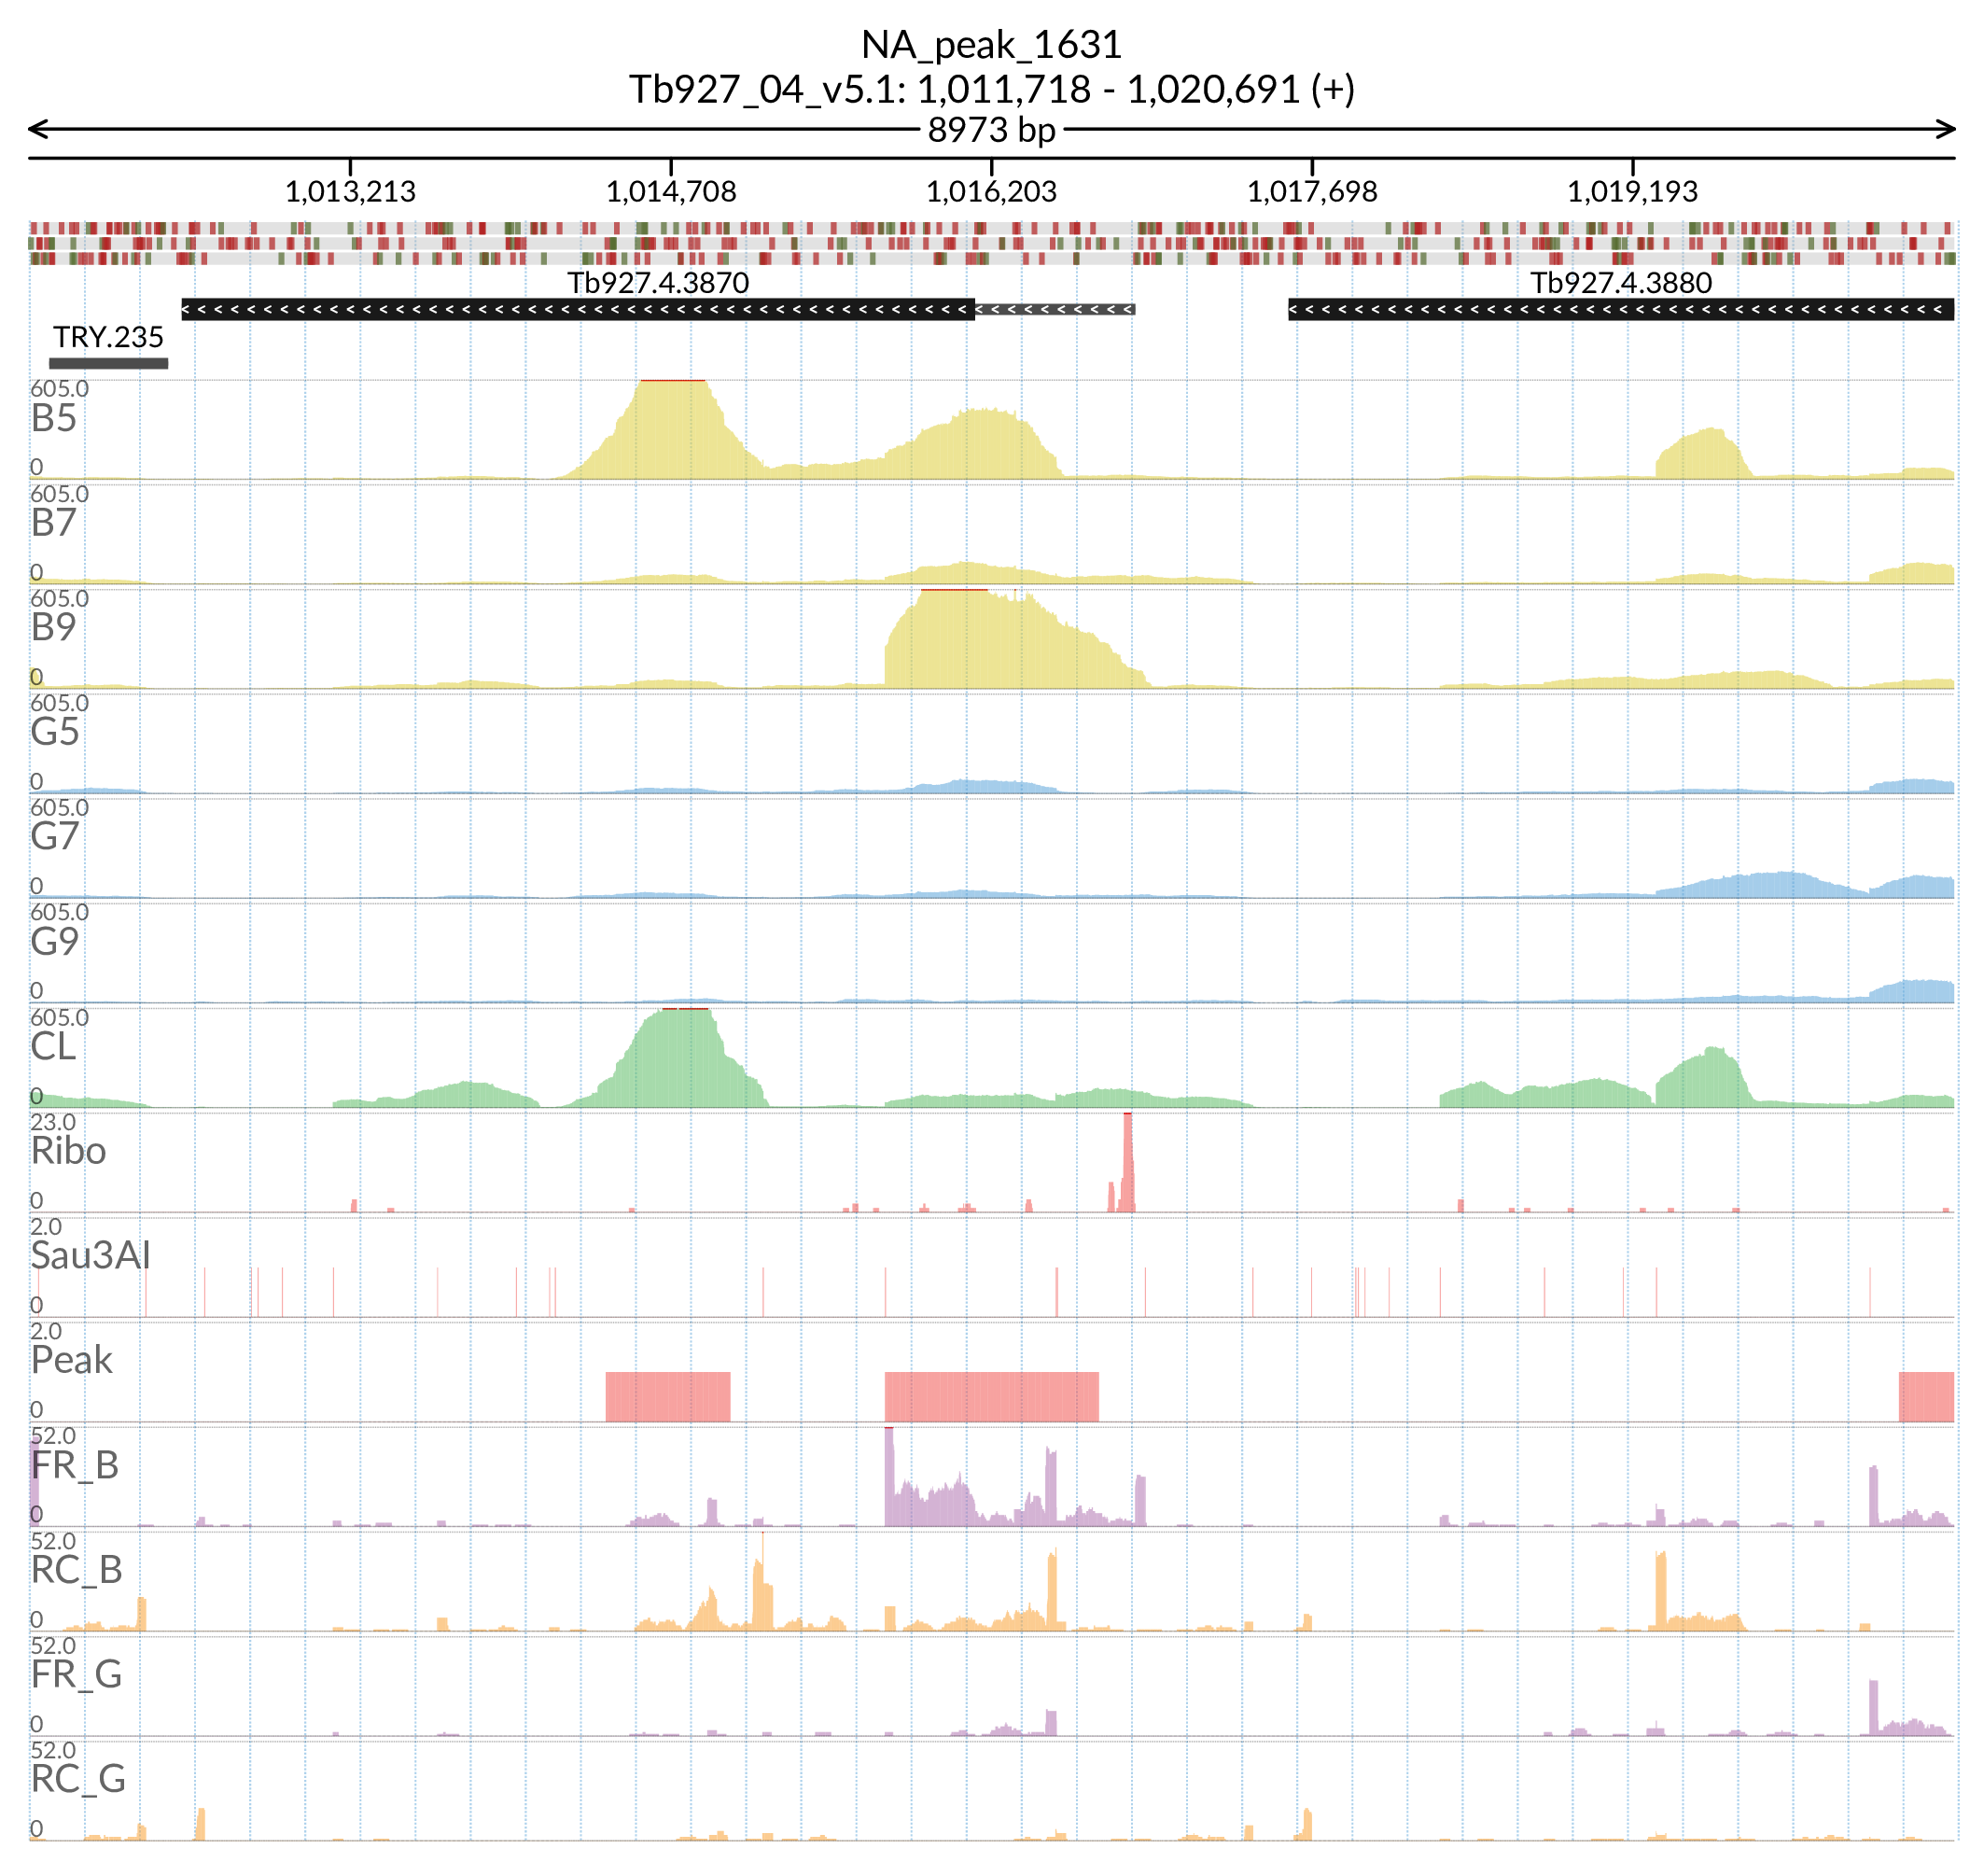 NA_peak_1631
Tb927_04_v5.1: 1,011,718 - 1,020,691 (+)
8973 bp
1,013,213 1,014,708 1,016,203 1,017,698 1,019,193
Tb927.4.3870 Tb927.4.3880
TRY.235
605.0
B5
0
605.0
B7
0
605.0
B9
0
605.0
G5
0
605.0
G7
0
605.0
G9
0
605.0
CL
0
23.0
Ribo
0
2.0
Sau3AI
0
2.0
Peak
0
52.0
FR_B
0
52.0
RC_B
0
52.0
FR_G
0
52.0
RC_G
0